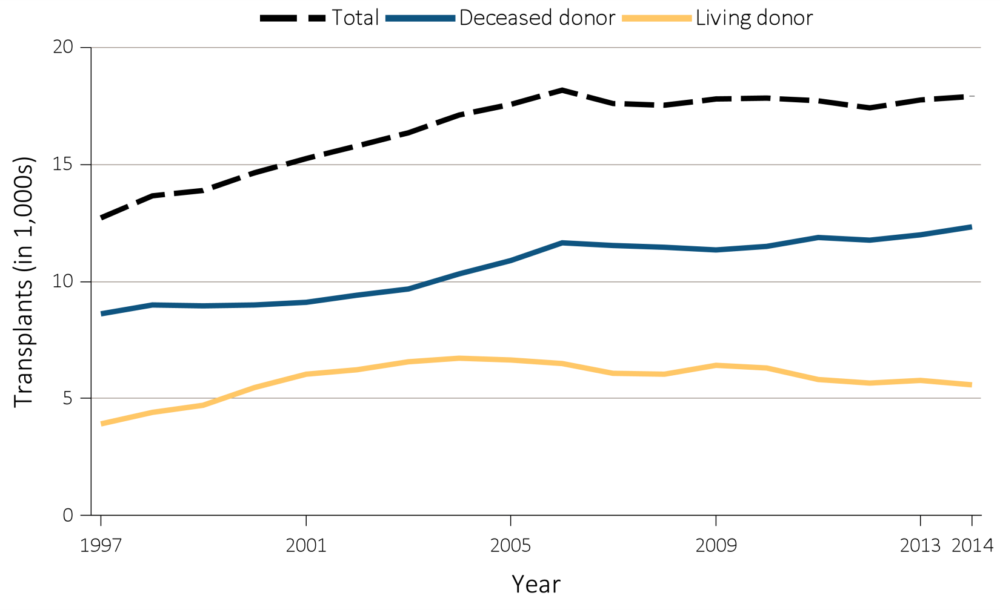 Total Deceased donor Living donor
20
15
10
5
0
Transplants (in 1,000s)
1997 2001 2005 2009 2013 2014
Year